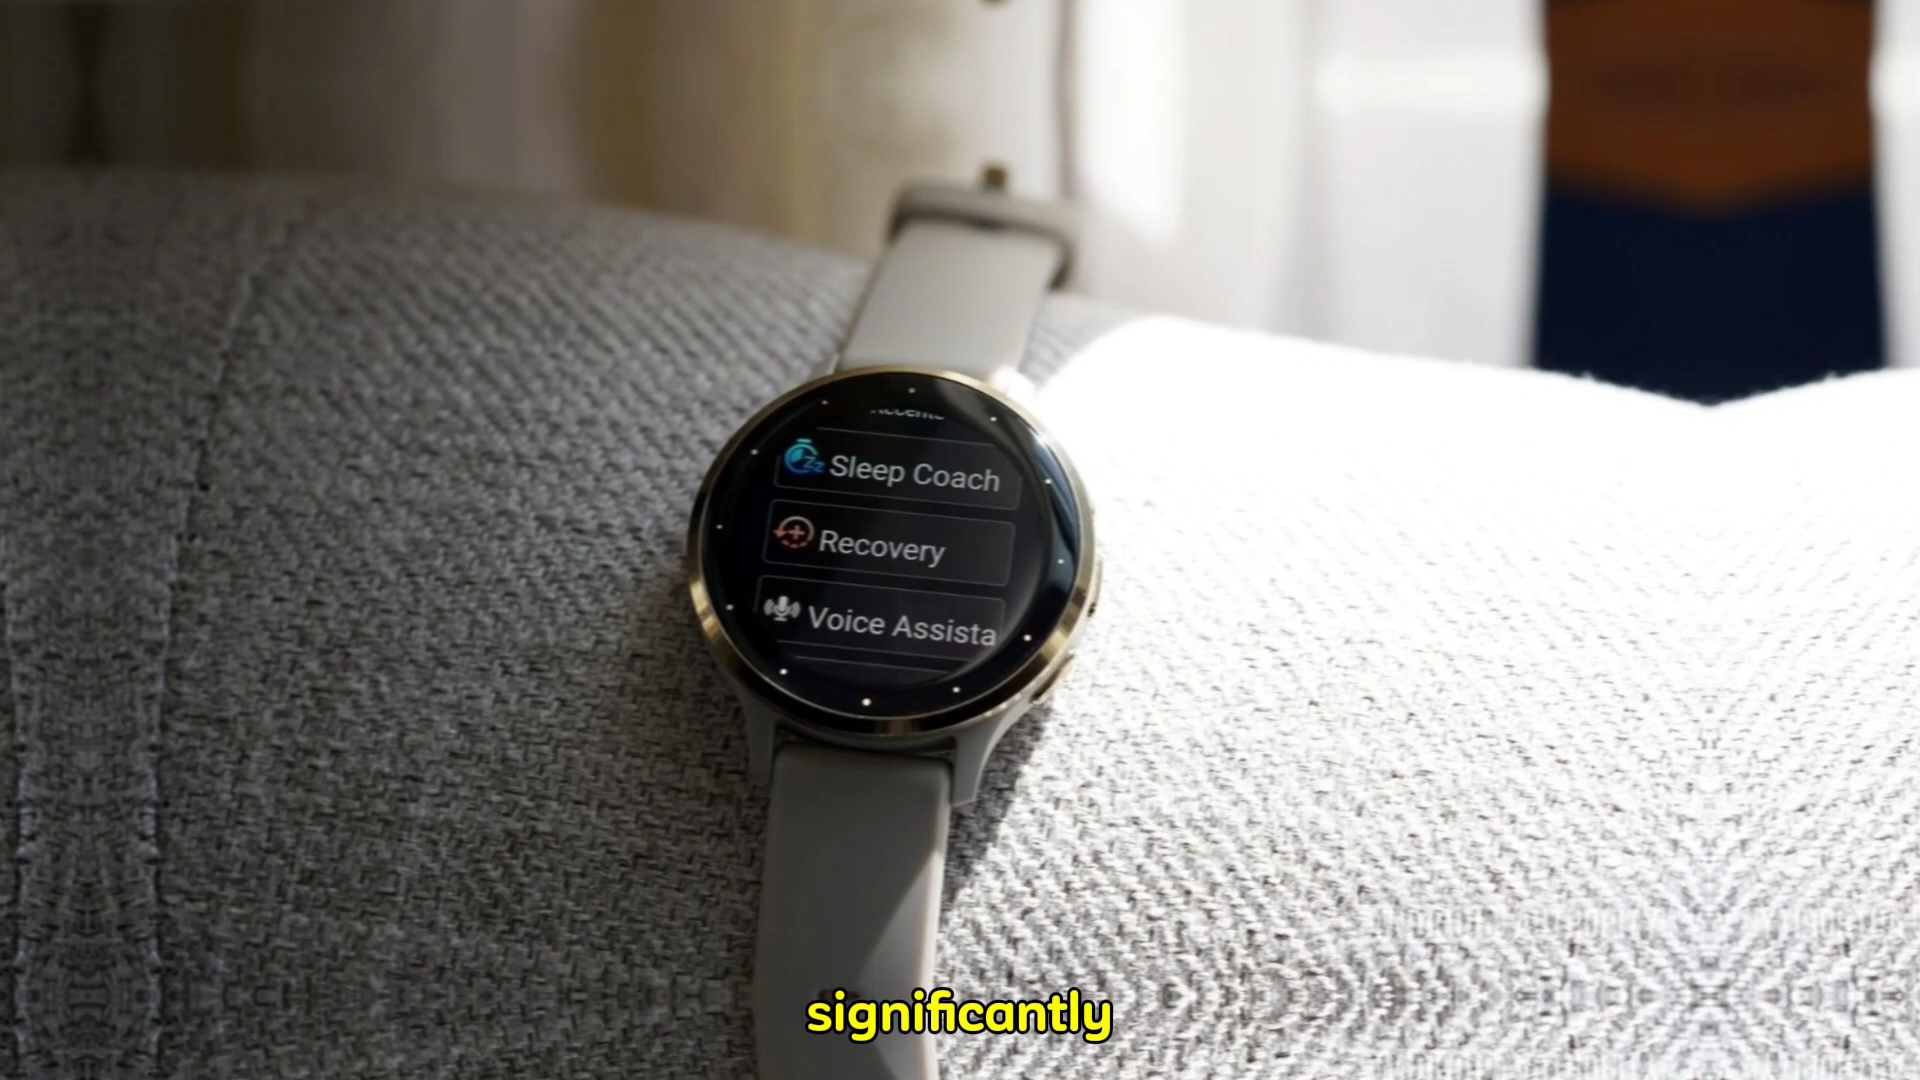 Sleep Coach
Recovery
Voice Assista
significantly